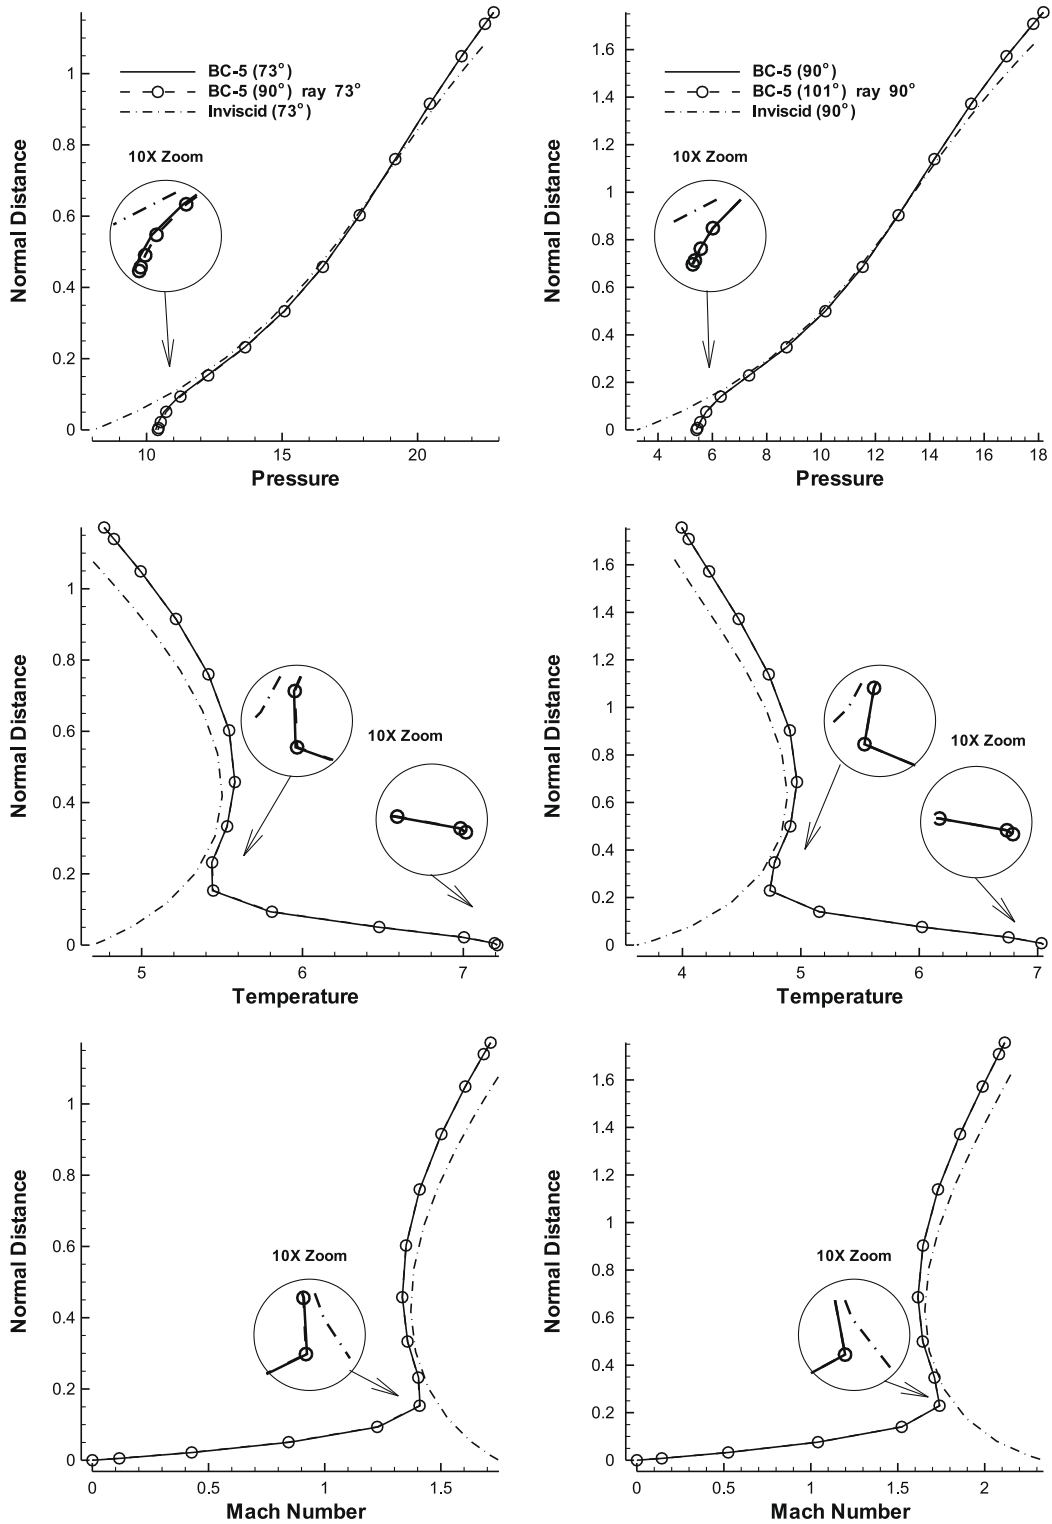 BC-5 (73°)
BC-5 (90°) ray 73°
Inviscid (73°)
10X Zoom
Normal Distance
1
0.8
0.6
0.4
0.2
0
10 15 20
Pressure
BC-5 (90°)
BC-5 (101°) ray 90°
Inviscid (90°)
10X Zoom
Normal Distance
1.6
1.4
1.2
1
0.8
0.6
0.4
0.2
0
4 6 8 10 12 14 16 18
Pressure
Normal Distance
1
0.8
0.6
0.4
0.2
0
10X Zoom
5 6 7
Temperature
Normal Distance
1.6
1.4
1.2
1
0.8
0.6
0.4
0.2
0
10X Zoom
4 5 6 7
Temperature
Normal Distance
1
0.8
0.6
0.4
0.2
0
10X Zoom
0 0.5 1 1.5
Mach Number
Normal Distance
1.6
1.4
1.2
1
0.8
0.6
0.4
0.2
0
10X Zoom
0 0.5 1 1.5 2
Mach Number